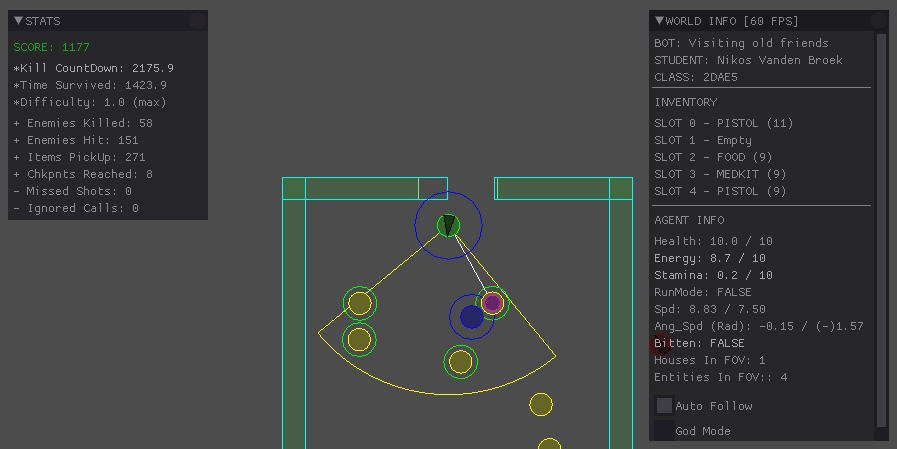 STATS
SCORE: 1177
*Kill CountDown: 2175.9
*Time Survived: 1423.9
*Difficulty: 1.0 (max)
+ Enemies Killed: 58
+ Enemies Hit: 151
+ Items PickUp: 271
+ Chkpnts Reached: 8
- Missed Shots: 0
- Ignored Calls: 0
WORLD INFO [60 FPS]
BOT: Visiting old friends
STUDENT: Nikos Vanden Broek
CLASS: 2DAE5
INVENTORY
SLOT 0 - PISTOL (11)
SLOT 1 - Empty
SLOT 2 - FOOD (9)
SLOT 3 - MEDKIT (9)
SLOT 4 - PISTOL (9)
AGENT INFO
Health: 10.0 / 10
Energy: 8.7 / 10
Stamina: 0.2 / 10
RunMode: FALSE
Spd: 8.83 / 7.50
Ang_Spd (Rad): -0.15 / (-)1.57
Bitten: FALSE
Houses In FOV: 1
Entities In FOV:: 4
Auto Follow
God Mode